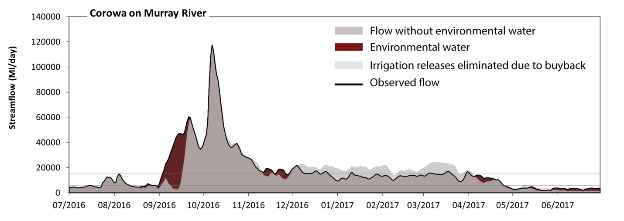 Corowa on Murray River
Streamflow (Ml/day)
140000
120000
100000
80000
60000
40000
20000
0
Flow without environmental water
Environmental water
Irrigation releases eliminated due to buyback
Observed flow
07/2016 08/2016 09/2016 10/2016 11/2016 12/2016 01/2017 02/2017 03/2017 04/2017 05/2017 06/2017